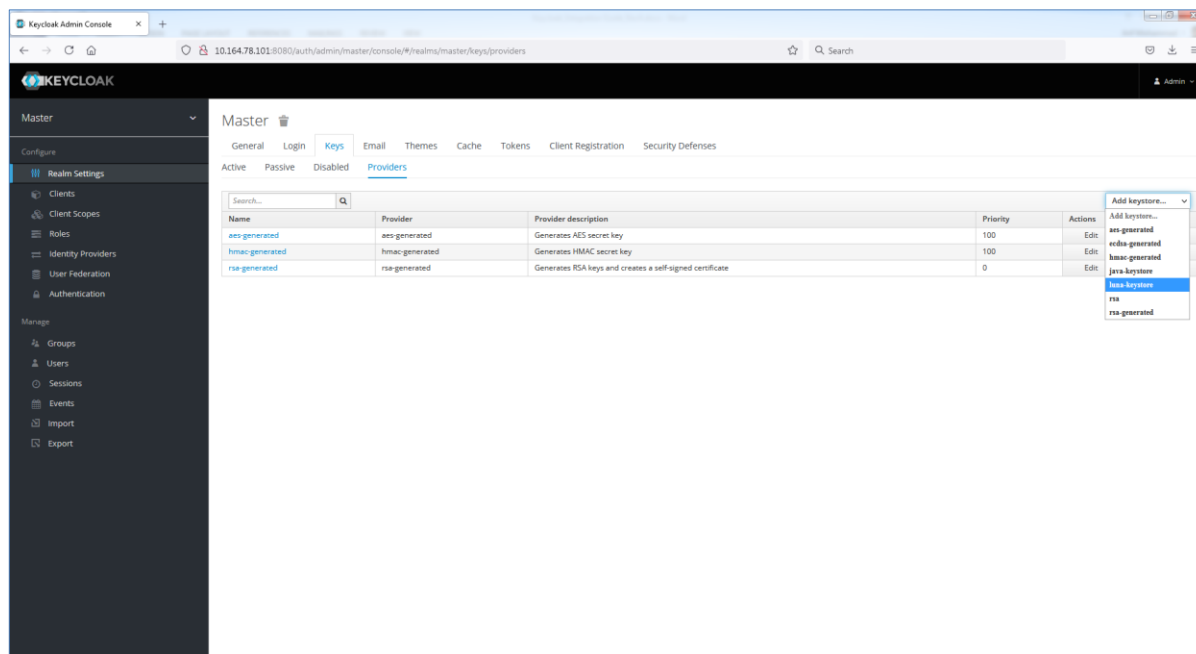 Keycloak Admin Console × +
10.164.78.101:8080/auth/admin/master/console/#/realms/master/keys/providers
Search
KEYCLOAK
Admin
Master
Configure
Realm Settings
Clients
Client Scopes
Roles
Identity Providers
User Federation
Authentication
Manage
Groups
Users
Sessions
Events
Import
Export
Master
General Login Keys Email Themes Cache Tokens Client Registration Security Defenses
Active Passive Disabled Providers
Search...
Add keystore...
Name Provider Provider description Priority Actions
aes-generated aes-generated Generates AES secret key 100 Edit
hmac-generated hmac-generated Generates HMAC secret key 100 Edit
rsa-generated rsa-generated Generates RSA keys and creates a self-signed certificate 0 Edit
Add keystore...
aes-generated
ecdsa-generated
hmac-generated
java-keystore
luna-keystore
rsa
rsa-generated